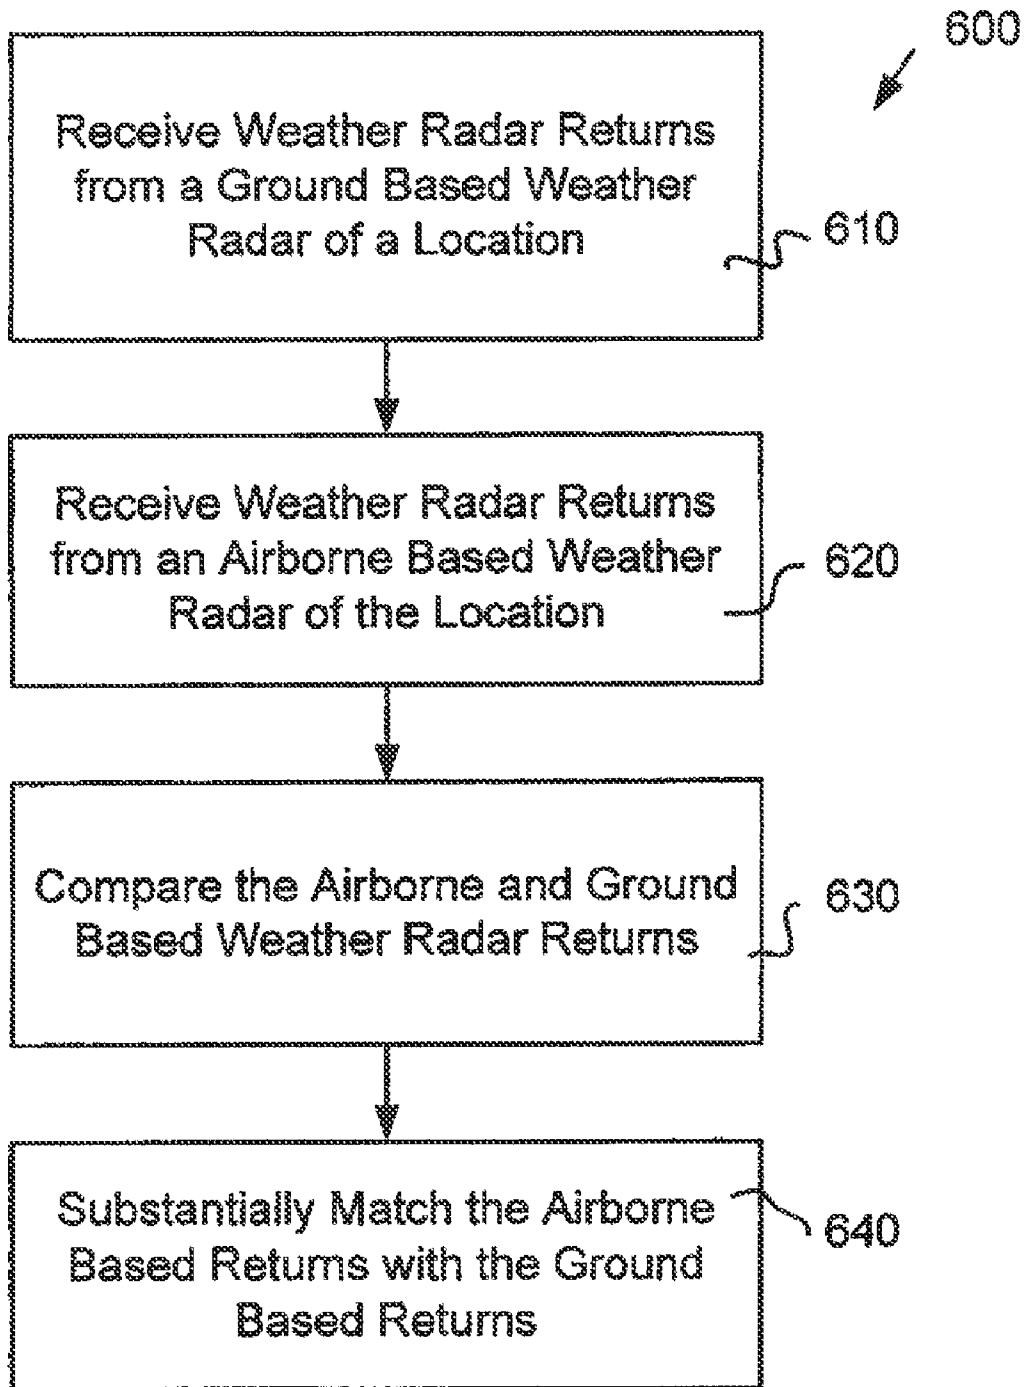 600
Receive Weather Radar Returns
from a Ground Based Weather
Radar of a Location
610
Receive Weather Radar Returns
from an Airborne Based Weather
Radar of the Location
620
Compare the Airborne and Ground
Based Weather Radar Returns
630
Substantially Match the Airborne
Based Returns with the Ground
Based Returns
640